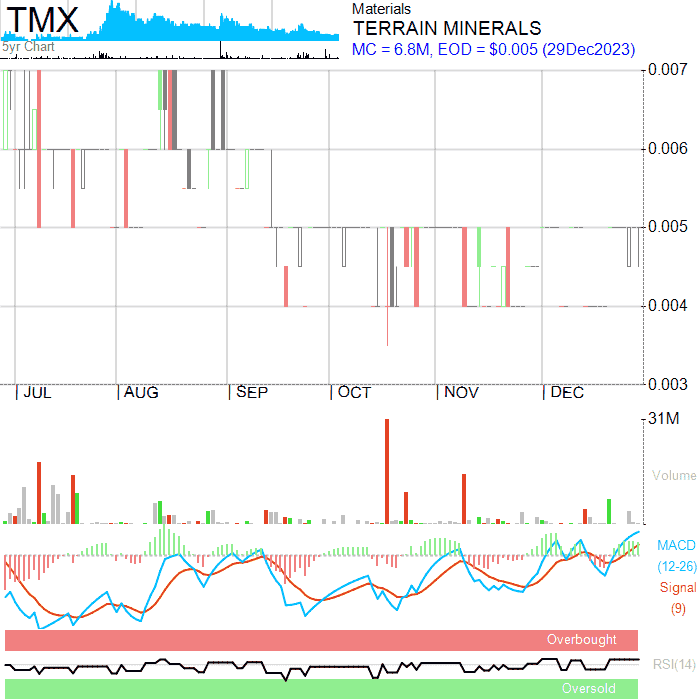 TMX
5yr Chart
Materials
TERRAIN MINERALS
MC = 6.8M, EOD = $0.005 (29Dec2023)
0.007
0.006
0.005
0.004
0.003
JUL AUG SEP OCT NOV DEC
31M
Volume
MACD
(12-26)
Signal
(9)
Overbought
RSI(14)
Oversold